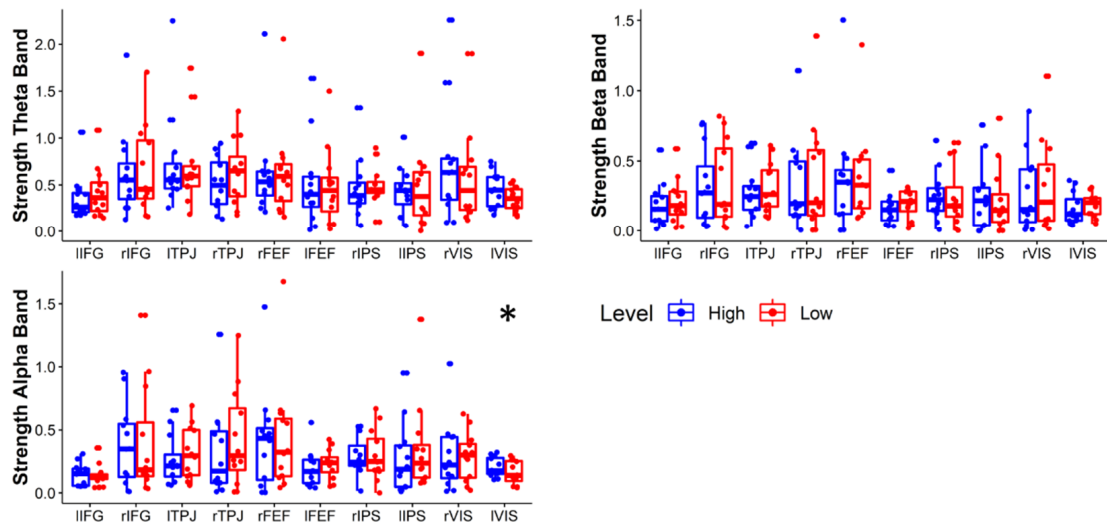 Strength Theta Band
2.0
1.5
1.0
0.5
0.0
lIFG rIFG lTPJ rTPJ rFEF lFEF rIPS lIPS rVIS lVIS
Strength Beta Band
1.5
1.0
0.5
0.0
lIFG rIFG lTPJ rTPJ rFEF lFEF rIPS lIPS rVIS lVIS
Strength Alpha Band
1.5
1.0
0.5
0.0
*
lIFG rIFG lTPJ rTPJ rFEF lFEF rIPS lIPS rVIS lVIS
Level High Low